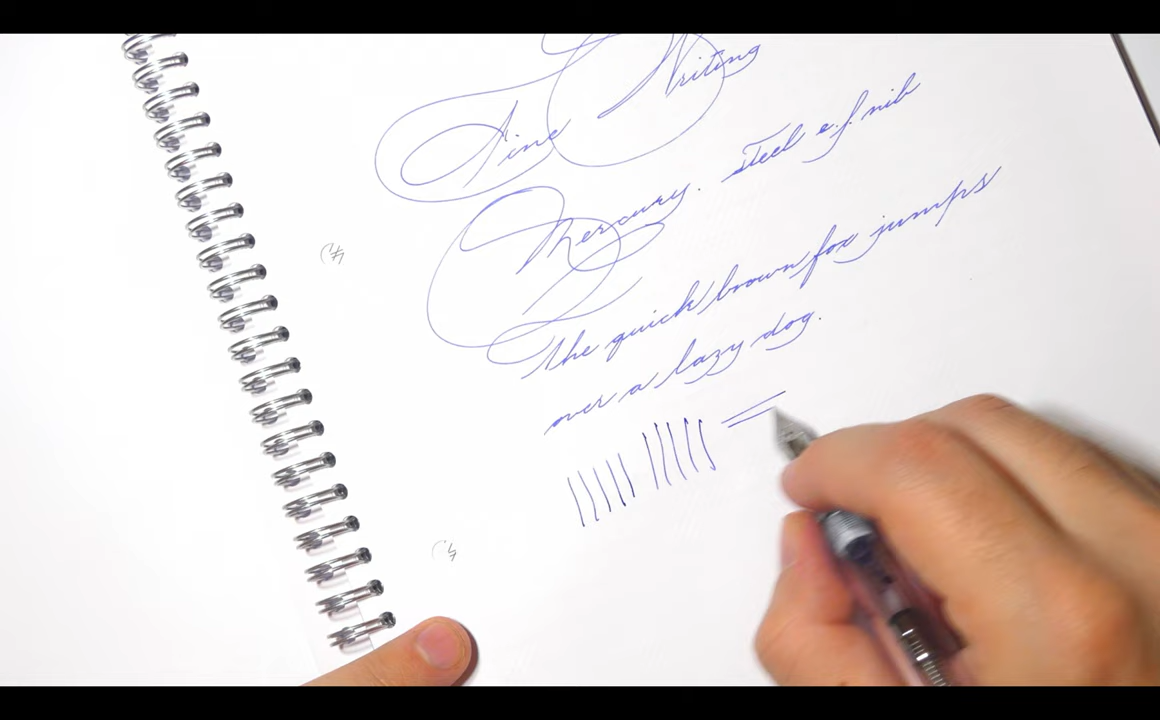 Fine Writing
Mercury. steel e.f. nib
The quick brown fox jumps
over a lazy dog.